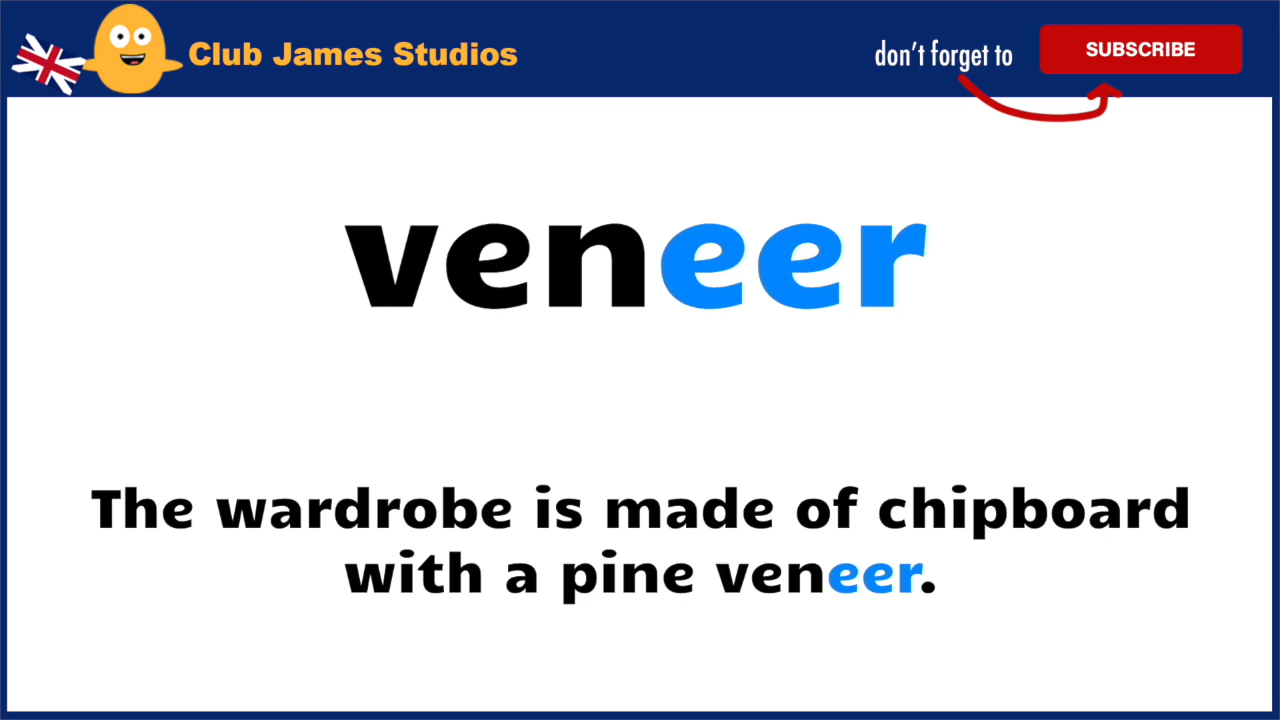 Club James Studios
don't forget to
SUBSCRIBE
veneer
The wardrobe is made of chipboard
with a pine veneer.